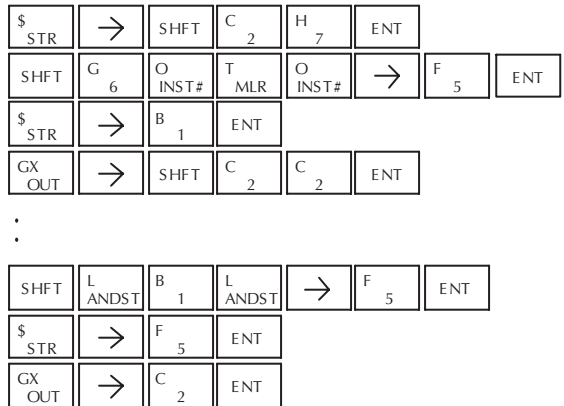 $ STR → SHFT C 2 H 7 ENT
SHFT G 6 O INST# T MLR O INST# → F 5 ENT
$ STR → B 1 ENT
GX OUT → SHFT C 2 C 2 ENT
SHFT L ANDST B 1 L ANDST → F 5 ENT
$ STR → F 5 ENT
GX OUT → C 2 ENT